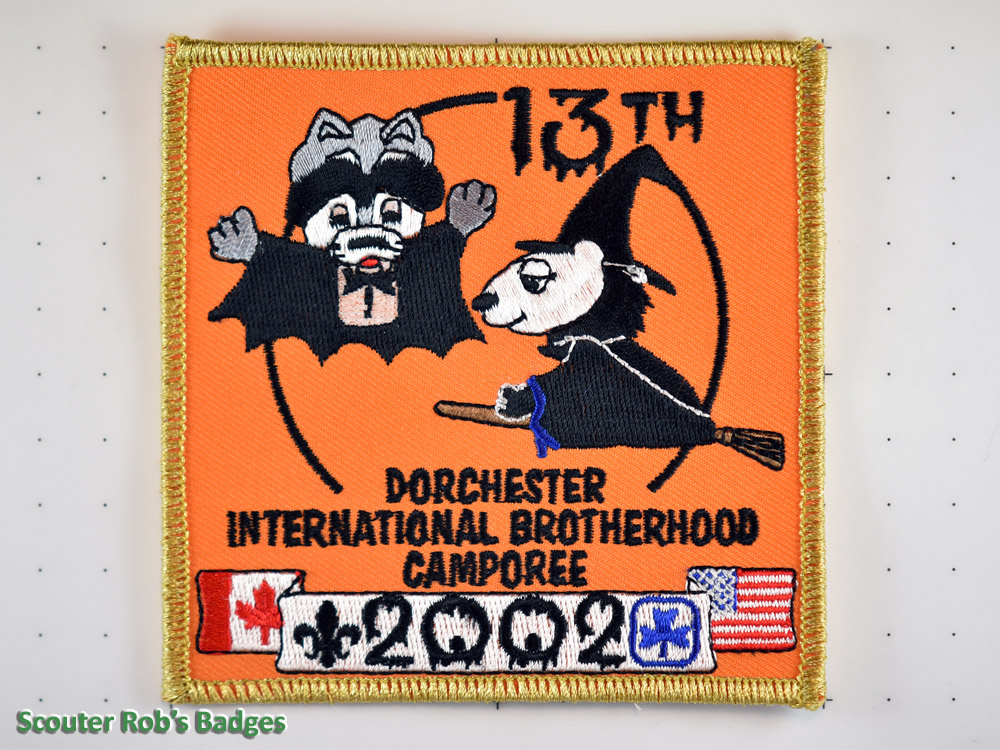 13TH
DORCHESTER
INTERNATIONAL BROTHERHOOD
CAMPOREE
2002
Scouter Rob's Badges